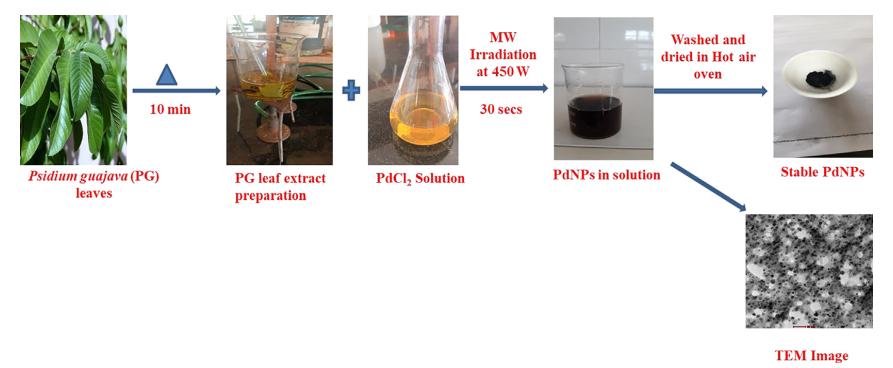 10 min
MW
Irradiation
at 450 W
30 secs
Washed and
dried in Hot air
oven
Psidium guajava (PG)
leaves
PG leaf extract
preparation
PdCl₂ Solution
PdNPs in solution
Stable PdNPs
TEM Image